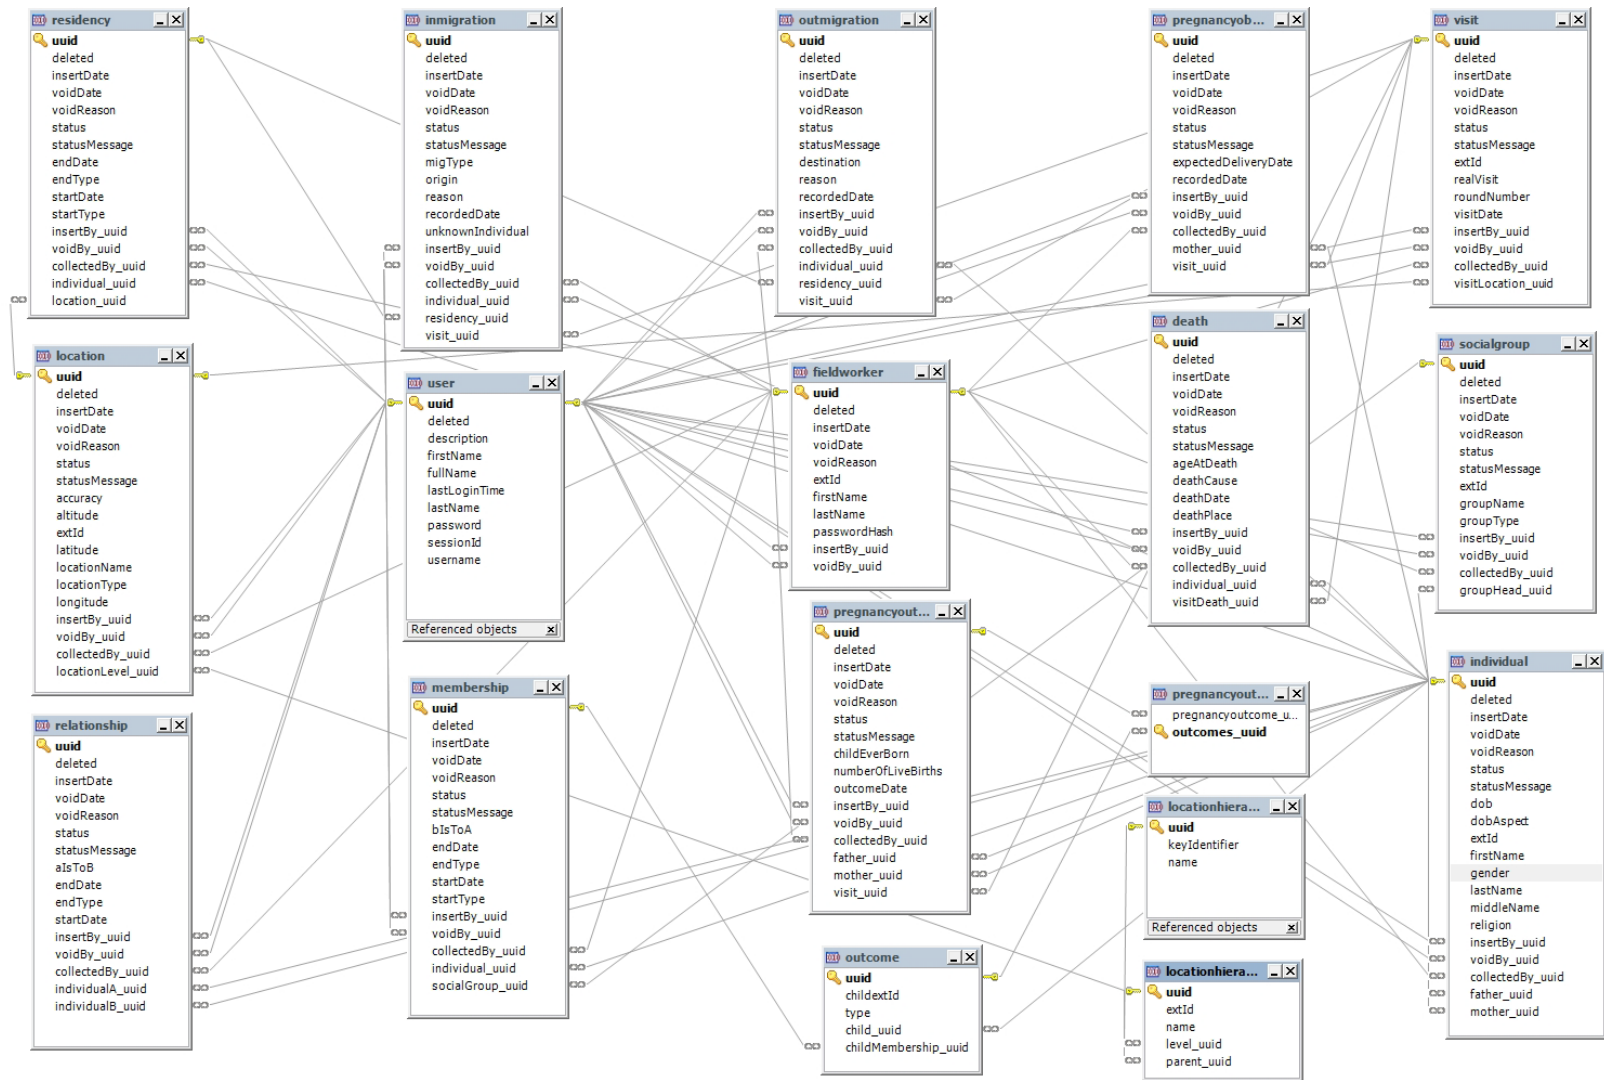 residency
uuid
deleted
insertDate
voidDate
voidReason
status
statusMessage
endDate
endType
startDate
startType
insertBy_uuid
voidBy_uuid
collectedBy_uuid
individual_uuid
location_uuid
inmigration
uuid
deleted
insertDate
voidDate
voidReason
status
statusMessage
migType
origin
reason
recordedDate
unknownIndividual
insertBy_uuid
voidBy_uuid
collectedBy_uuid
individual_uuid
residency_uuid
visit_uuid
outmigration
uuid
deleted
insertDate
voidDate
voidReason
status
statusMessage
destination
reason
recordedDate
insertBy_uuid
voidBy_uuid
collectedBy_uuid
individual_uuid
residency_uuid
visit_uuid
pregnancyob...
uuid
deleted
insertDate
voidDate
voidReason
status
statusMessage
expectedDeliveryDate
recordedDate
insertBy_uuid
voidBy_uuid
collectedBy_uuid
mother_uuid
visit_uuid
visit
uuid
deleted
insertDate
voidDate
voidReason
status
statusMessage
extId
realVisit
roundNumber
visitDate
insertBy_uuid
voidBy_uuid
collectedBy_uuid
visitLocation_uuid
location
uuid
deleted
insertDate
voidDate
voidReason
status
statusMessage
accuracy
altitude
extId
latitude
locationName
locationType
longitude
insertBy_uuid
voidBy_uuid
collectedBy_uuid
locationLevel_uuid
user
uuid
deleted
description
firstName
fullName
lastLoginTime
lastName
password
sessionId
username
Referenced objects
fieldworker
uuid
deleted
insertDate
voidDate
voidReason
extId
firstName
lastName
passwordHash
insertBy_uuid
voidBy_uuid
death
uuid
deleted
insertDate
voidDate
voidReason
status
statusMessage
ageAtDeath
deathCause
deathDate
deathPlace
insertBy_uuid
voidBy_uuid
collectedBy_uuid
individual_uuid
visitDeath_uuid
socialgroup
uuid
deleted
insertDate
voidDate
voidReason
status
statusMessage
extId
groupName
groupType
insertBy_uuid
voidBy_uuid
collectedBy_uuid
groupHead_uuid
relationship
uuid
deleted
insertDate
voidDate
voidReason
status
statusMessage
aIsToB
endDate
endType
startDate
insertBy_uuid
voidBy_uuid
collectedBy_uuid
individualA_uuid
individualB_uuid
membership
uuid
deleted
insertDate
voidDate
voidReason
status
statusMessage
bIsToA
endDate
endType
startDate
startType
insertBy_uuid
voidBy_uuid
collectedBy_uuid
individual_uuid
socialGroup_uuid
pregnancyout...
uuid
deleted
insertDate
voidDate
voidReason
status
statusMessage
childEverBorn
numberOfLiveBirths
outcomeDate
insertBy_uuid
voidBy_uuid
collectedBy_uuid
father_uuid
mother_uuid
visit_uuid
pregnancyout...
pregnancyoutcome_u...
outcomes_uuid
locationhiera...
uuid
keyIdentifier
name
Referenced objects
individual
uuid
deleted
insertDate
voidDate
voidReason
status
statusMessage
dob
dobAspect
extId
firstName
gender
lastName
middleName
religion
insertBy_uuid
voidBy_uuid
collectedBy_uuid
father_uuid
mother_uuid
outcome
uuid
childextId
type
child_uuid
childMembership_uuid
locationhiera...
uuid
extId
name
level_uuid
parent_uuid